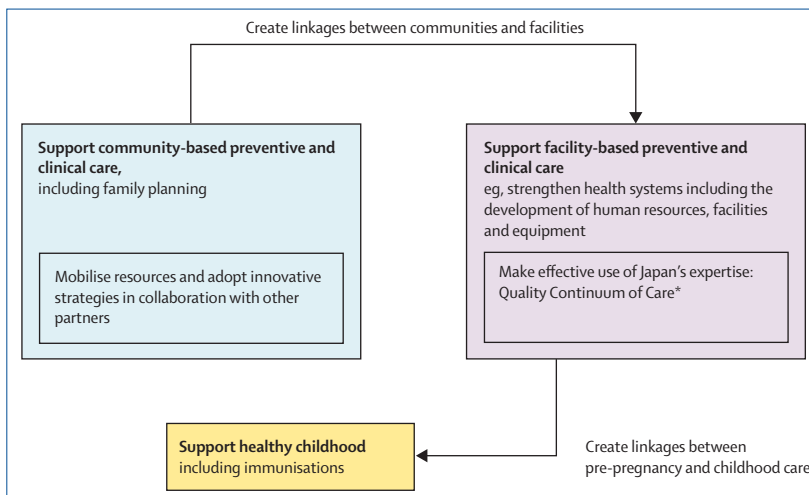 Create linkages between communities and facilities
Support community-based preventive and
clinical care,
including family planning
Mobilise resources and adopt innovative
strategies in collaboration with other
partners
Support facility-based preventive and
clinical care
eg, strengthen health systems including the
development of human resources, facilities
and equipment
Make effective use of Japan’s expertise:
Quality Continuum of Care*
Support healthy childhood
including immunisations
Create linkages between
pre-pregnancy and childhood care